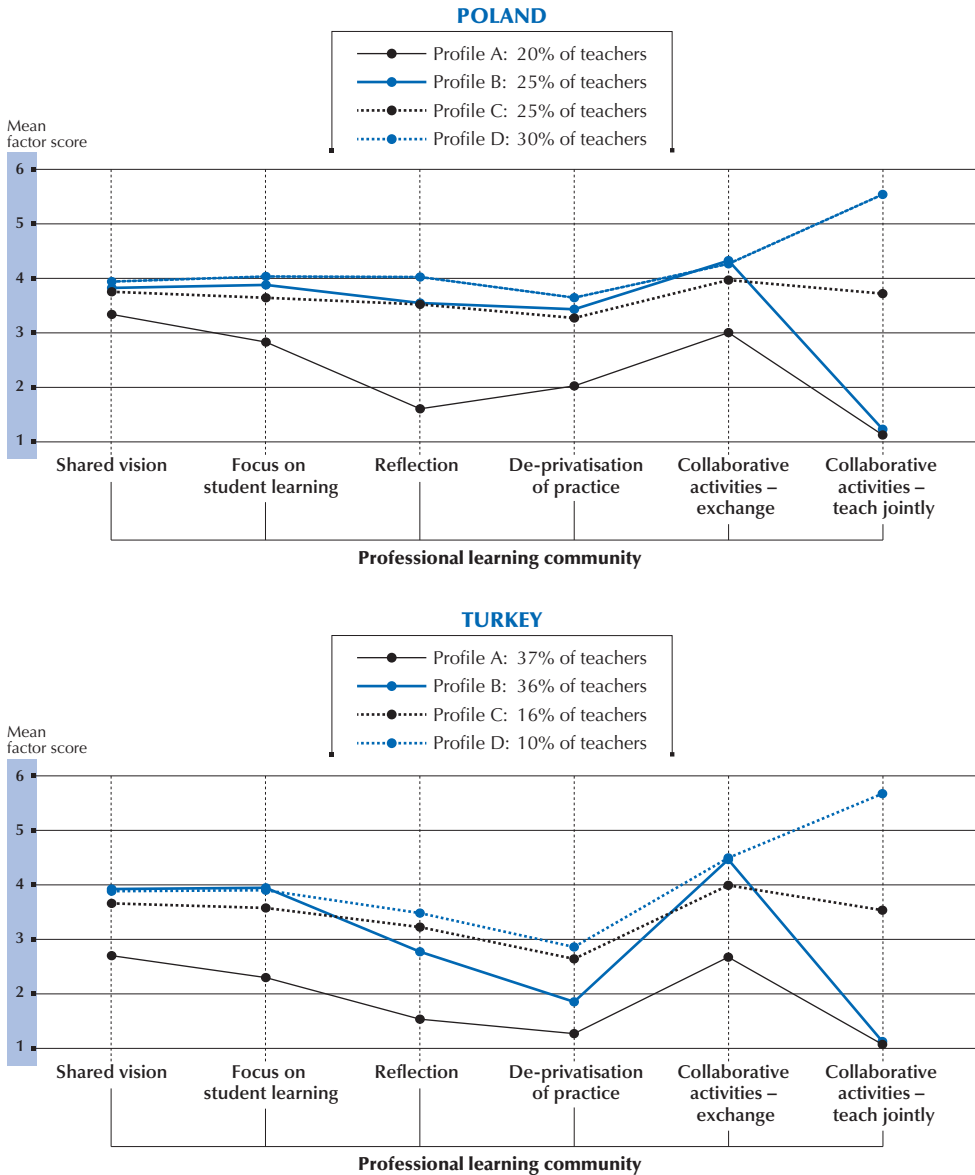 POLAND
Profile A: 20% of teachers
Profile B: 25% of teachers
Profile C: 25% of teachers
Profile D: 30% of teachers
Mean
factor score
6
5
4
3
2
1
Shared vision
Focus on
student learning
Reflection
De-privatisation
of practice
Collaborative
activities –
exchange
Collaborative
activities –
teach jointly
Professional learning community
TURKEY
Profile A: 37% of teachers
Profile B: 36% of teachers
Profile C: 16% of teachers
Profile D: 10% of teachers
Mean
factor score
6
5
4
3
2
1
Shared vision
Focus on
student learning
Reflection
De-privatisation
of practice
Collaborative
activities –
exchange
Collaborative
activities –
teach jointly
Professional learning community